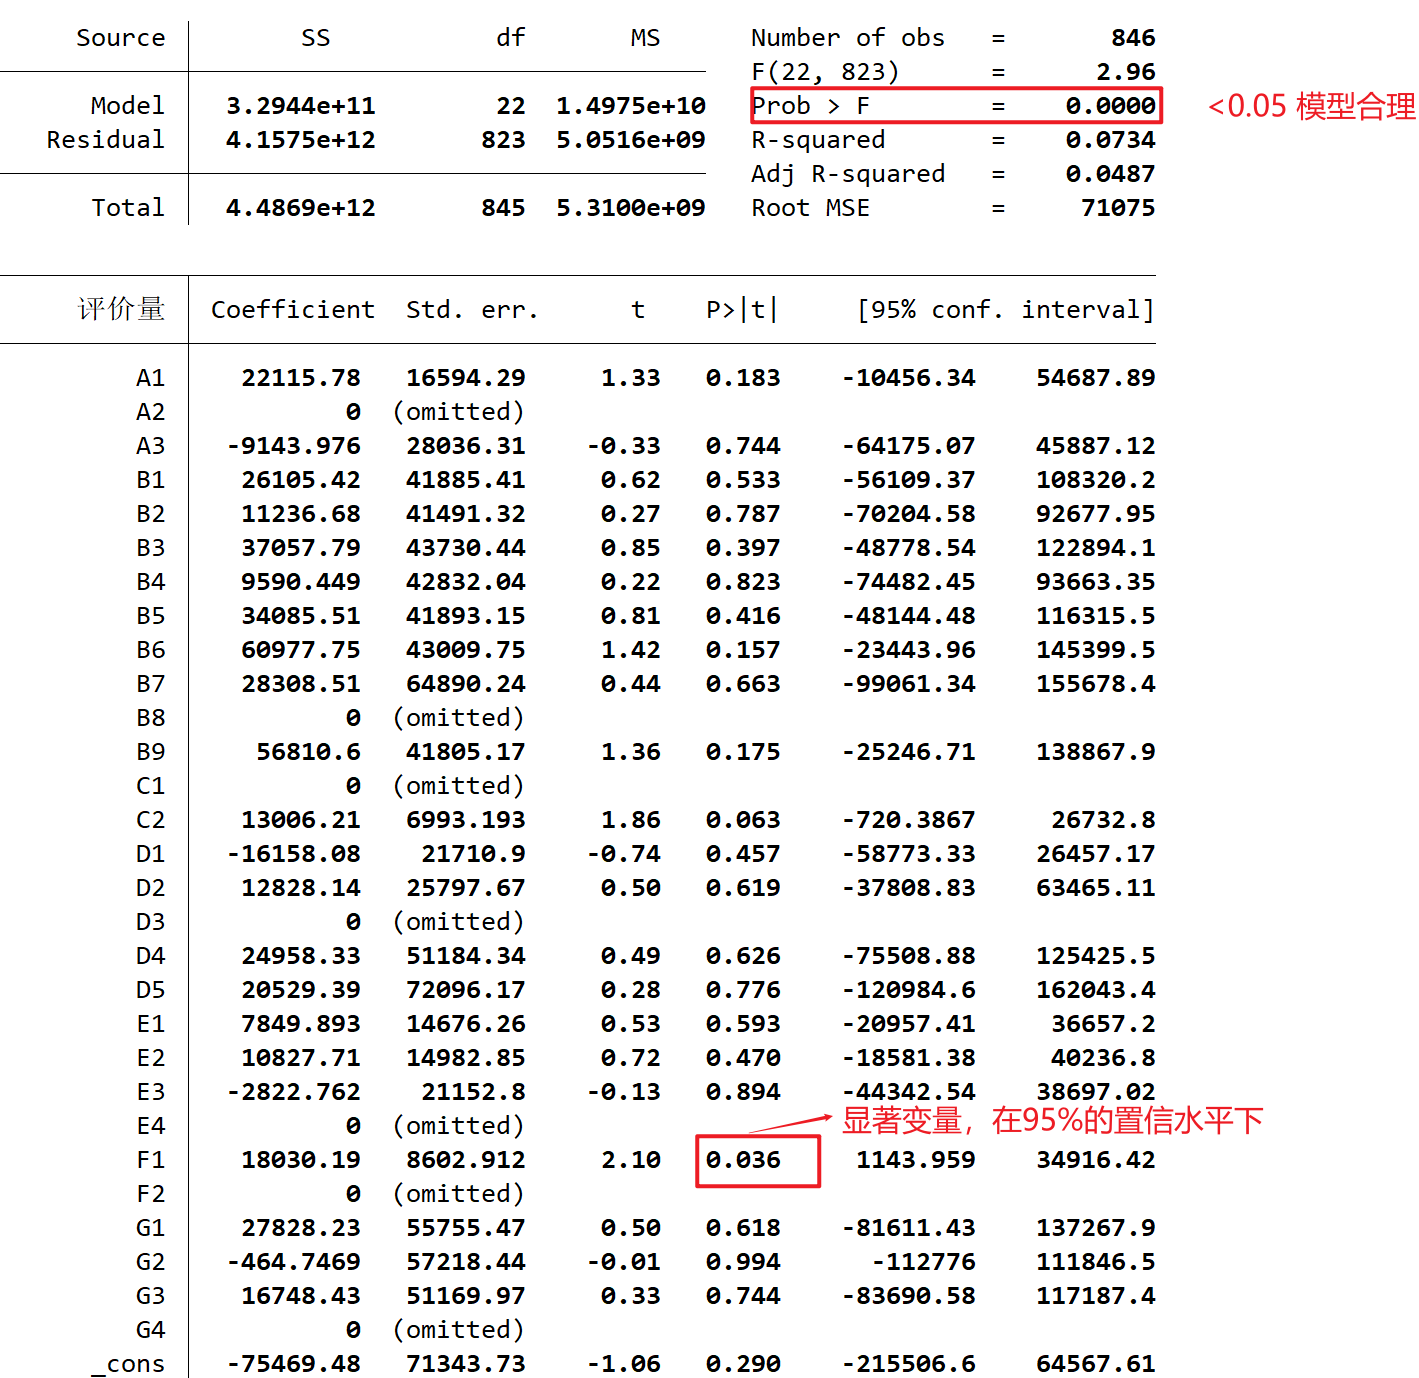 Source SS df MS Number of obs = 846
F(22, 823) = 2.96
Model 3.2944e+11 22 1.4975e+10 Prob > F = 0.0000 <0.05 模型合理
Residual 4.1575e+12 823 5.0516e+09 R-squared = 0.0734
Adj R-squared = 0.0487
Total 4.4869e+12 845 5.3100e+09 Root MSE = 71075
评价量 Coefficient Std. err. t P>|t| [95% conf. interval]
A1 22115.78 16594.29 1.33 0.183 -10456.34 54687.89
A2 0 (omitted)
A3 -9143.976 28036.31 -0.33 0.744 -64175.07 45887.12
B1 26105.42 41885.41 0.62 0.533 -56109.37 108320.2
B2 11236.68 41491.32 0.27 0.787 -70204.58 92677.95
B3 37057.79 43730.44 0.85 0.397 -48778.54 122894.1
B4 9590.449 42832.04 0.22 0.823 -74482.45 93663.35
B5 34085.51 41893.15 0.81 0.416 -48144.48 116315.5
B6 60977.75 43009.75 1.42 0.157 -23443.96 145399.5
B7 28308.51 64890.24 0.44 0.663 -99061.34 155678.4
B8 0 (omitted)
B9 56810.6 41805.17 1.36 0.175 -25246.71 138867.9
C1 0 (omitted)
C2 13006.21 6993.193 1.86 0.063 -720.3867 26732.8
D1 -16158.08 21710.9 -0.74 0.457 -58773.33 26457.17
D2 12828.14 25797.67 0.50 0.619 -37808.83 63465.11
D3 0 (omitted)
D4 24958.33 51184.34 0.49 0.626 -75508.88 125425.5
D5 20529.39 72096.17 0.28 0.776 -120984.6 162043.4
E1 7849.893 14676.26 0.53 0.593 -20957.41 36657.2
E2 10827.71 14982.85 0.72 0.470 -18581.38 40236.8
E3 -2822.762 21152.8 -0.13 0.894 -44342.54 38697.02
显著变量，在95%的置信水平下
E4 0 (omitted)
F1 18030.19 8602.912 2.10 0.036 1143.959 34916.42
F2 0 (omitted)
G1 27828.23 55755.47 0.50 0.618 -81611.43 137267.9
G2 -464.7469 57218.44 -0.01 0.994 -112776 111846.5
G3 16748.43 51169.97 0.33 0.744 -83690.58 117187.4
G4 0 (omitted)
_cons -75469.48 71343.73 -1.06 0.290 -215506.6 64567.61